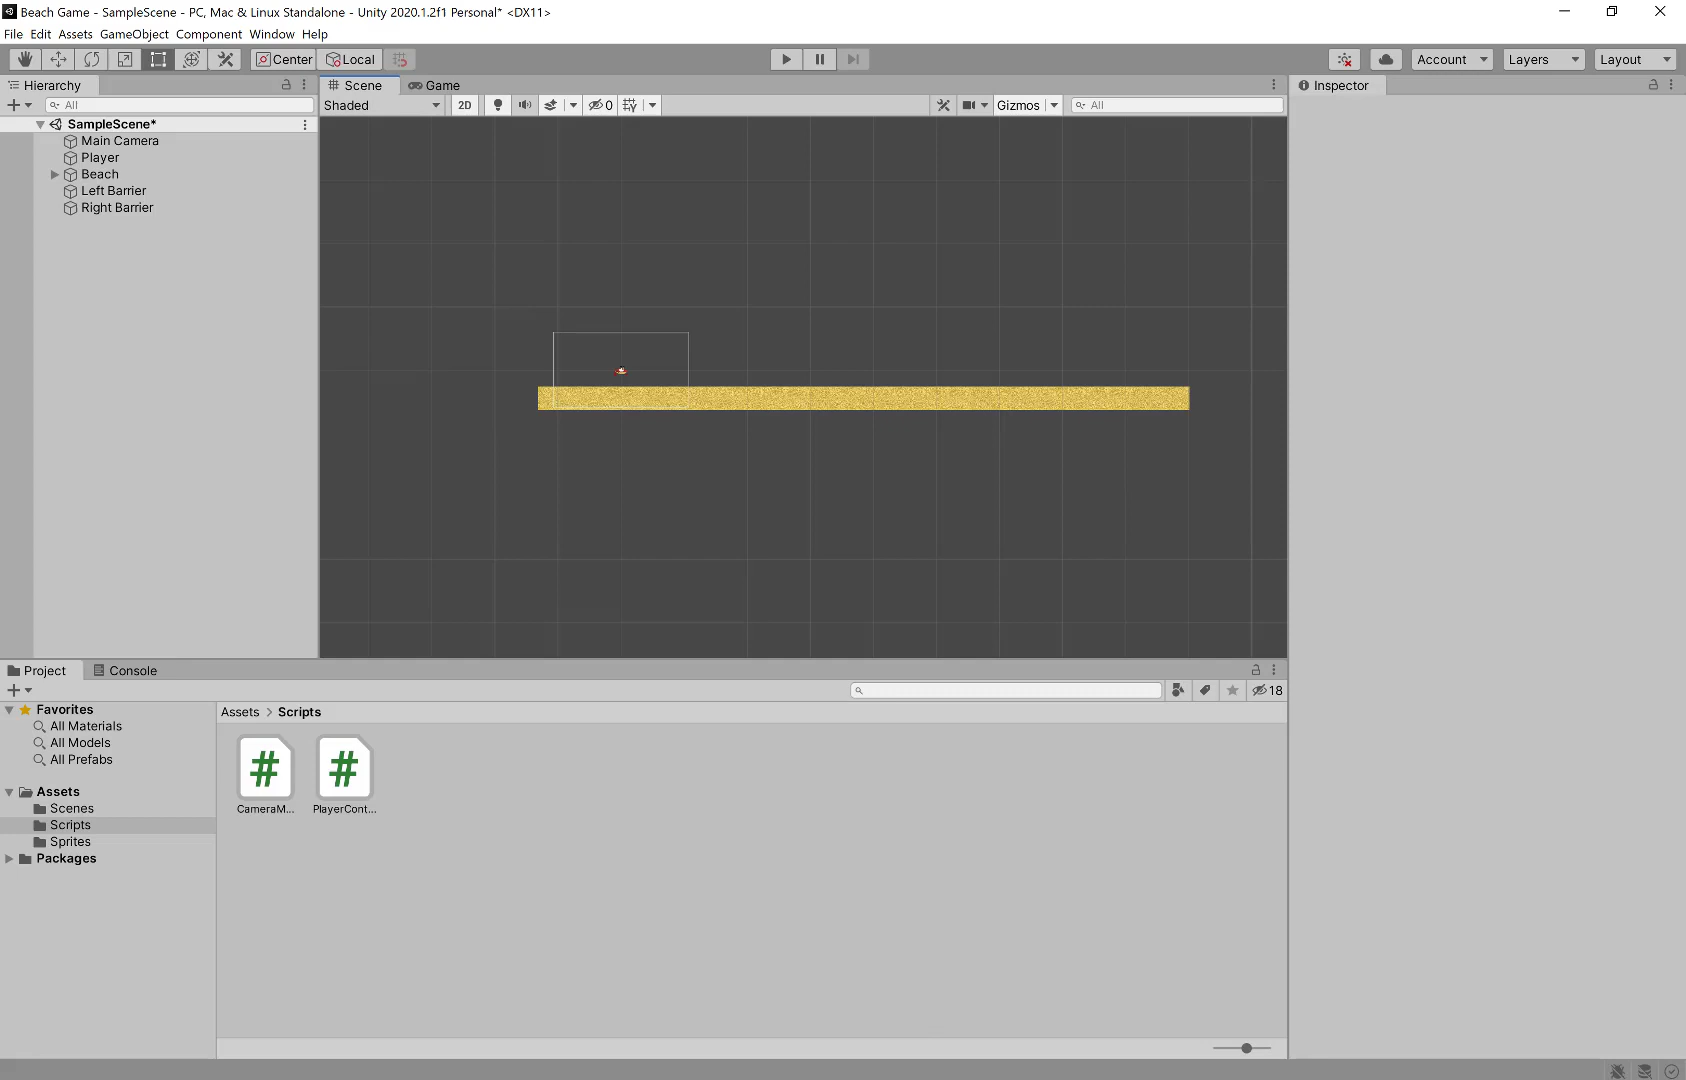 Beach Game - SampleScene - PC, Mac & Linux Standalone - Unity 2020.1.2f1 Personal* <DX11>
File Edit Assets GameObject Component Window Help
Center Local Account Layers Layout
Hierarchy Scene Game Inspector
All Shaded 2D 0 Gizmos All
SampleScene*
Main Camera
Player
Beach
Left Barrier
Right Barrier
Project Console
18
Favorites
All Materials
All Models
All Prefabs
Assets
Scenes
Scripts
Sprites
Packages
Assets > Scripts
# #
CameraM... PlayerCont...